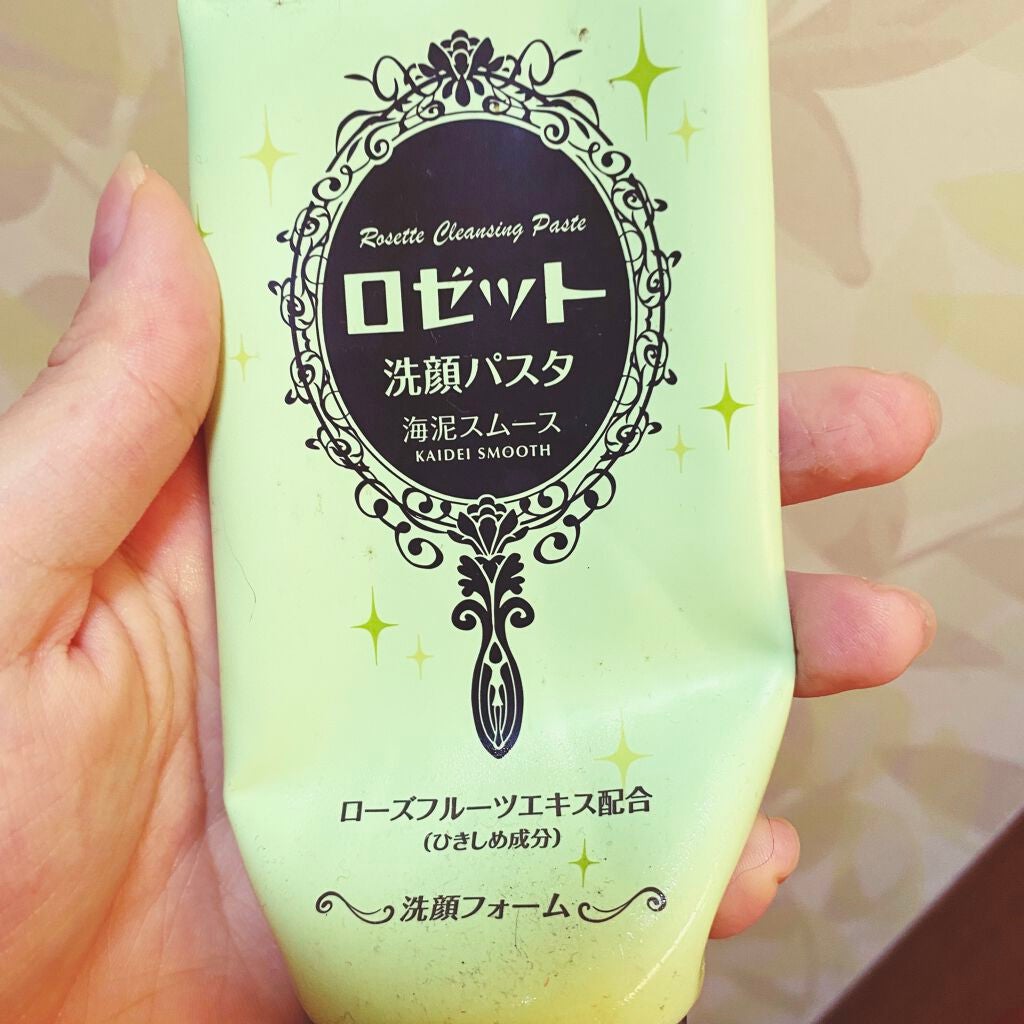 Rosette Cleansing Paste
ロゼット
洗顔パスタ
海泥スムース
KAIDEI SMOOTH
ローズフルーツエキス配合
(ひきしめ成分)
洗顔フォーム